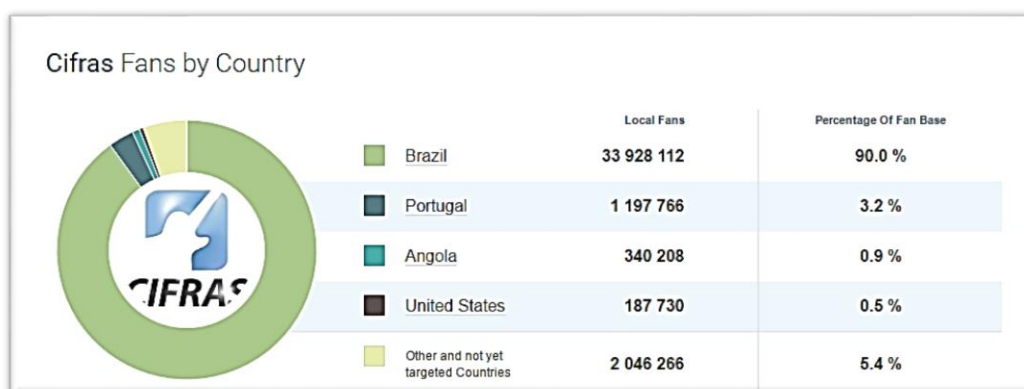 Cifras Fans by Country
Local Fans Percentage Of Fan Base
Brazil 33 928 112 90.0 %
Portugal 1 197 766 3.2 %
Angola 340 208 0.9 %
United States 187 730 0.5 %
Other and not yet
targeted Countries 2 046 266 5.4 %
CIFRAS